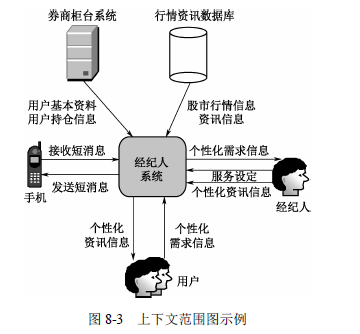 券商柜台系统
行情资讯数据库
用户基本资料
用户持仓信息
股市行情信息
资讯信息
接收短消息
经纪人
系统
个性化需求信息
发送短消息
服务设定
手机
个性化资讯信息
经纪人
个性化
资讯信息
个性化
需求信息
用户
图 8-3 上下文范围图示例